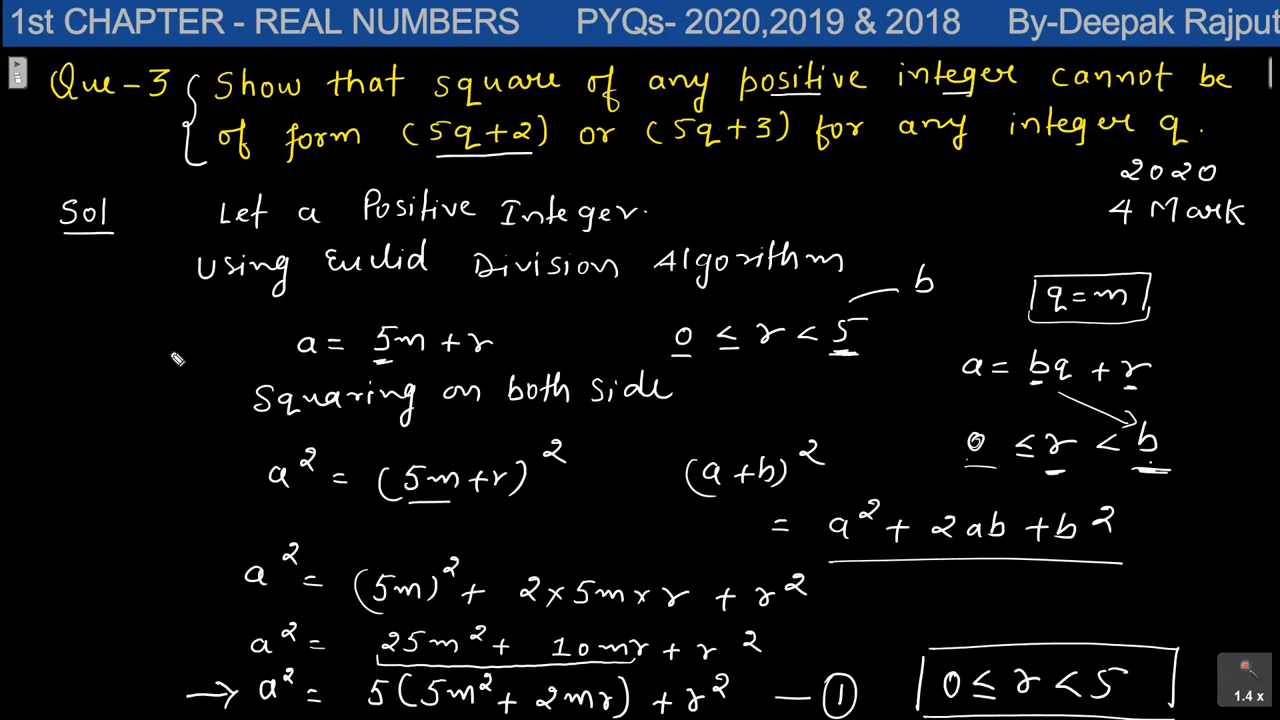 1st CHAPTER - REAL NUMBERS PYQs- 2020,2019 & 2018 By-Deepak Rajput
Que-3 Show that square of any positive integer cannot be
of form (5q+2) or (5q+3) for any integer q.
2020
4 Mark
Sol Let a Positive Integer.
Using Euclid Division Algorithm
b
q = m
a = 5m + r 0 ≤ r < 5
a = bq + r
Squaring on both side
0 ≤ r < b
a² = (5m+r)² (a+b)²
= a² + 2ab + b²
a² = (5m)² + 2 × 5m × r + r²
a² = 25m² + 10mr + r²
→ a² = 5(5m² + 2mr) + r² — ①
0 ≤ r < 5
1.4 x